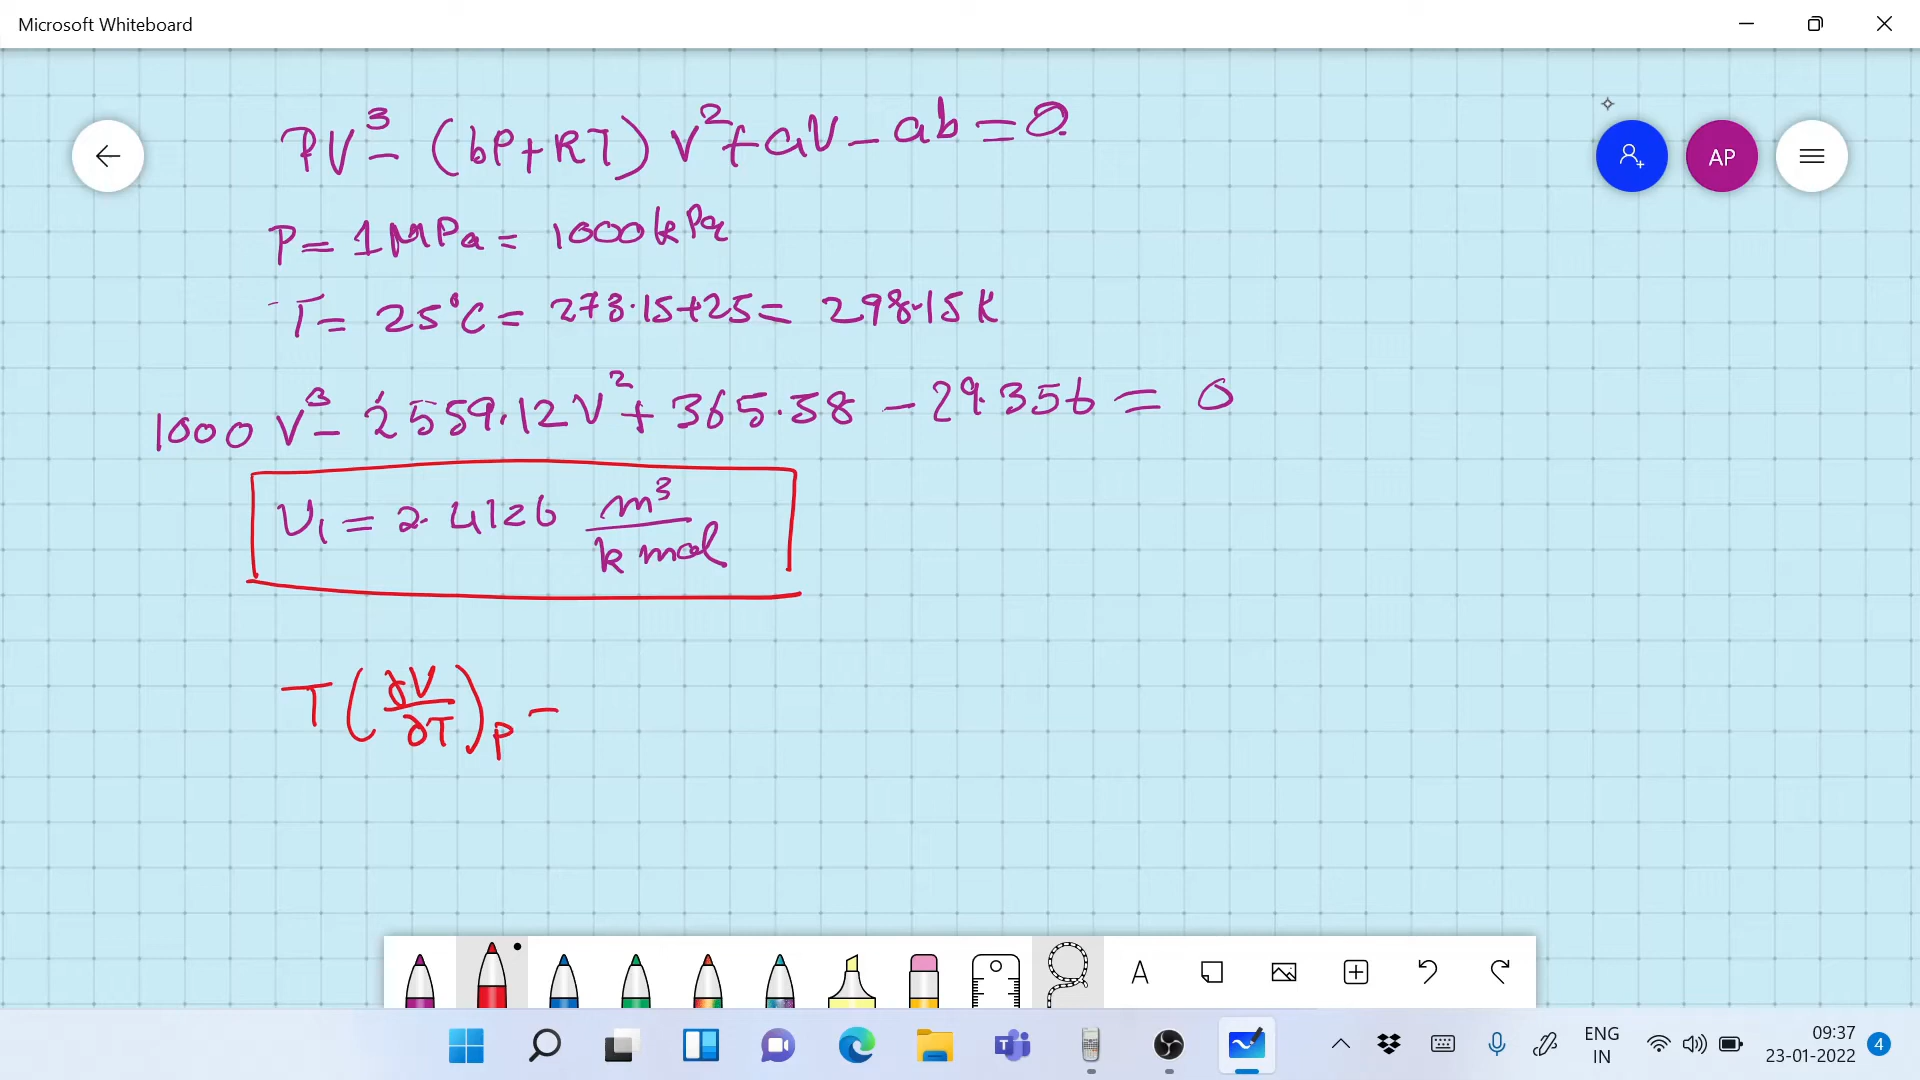 Microsoft Whiteboard
PV³ - (bP+RT) V² + aV - ab = 0
AP
P = 1 MPa = 1000 kPa
T = 25°C = 273.15+25 = 298.15 K
1000 V³ - 2559.12 V² + 365.38 - 29.356 = 0
V₁ = 2.4126 m³/k mol
T(∂V/∂T)P -
A
T
ENG
IN
09:37
23-01-2022
4